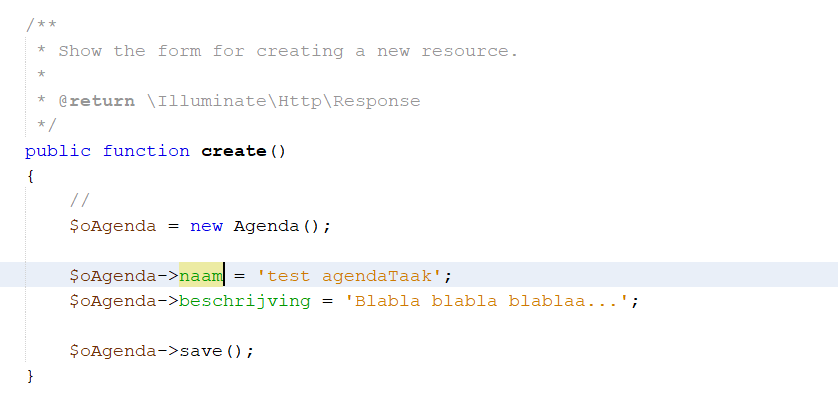 /**
* Show the form for creating a new resource.
*
* @return \Illuminate\Http\Response
*/
public function create()
{
//
$oAgenda = new Agenda();
$oAgenda->naam = 'test agendaTaak';
$oAgenda->beschrijving = 'Blabla blabla blablaa...';
$oAgenda->save();
}